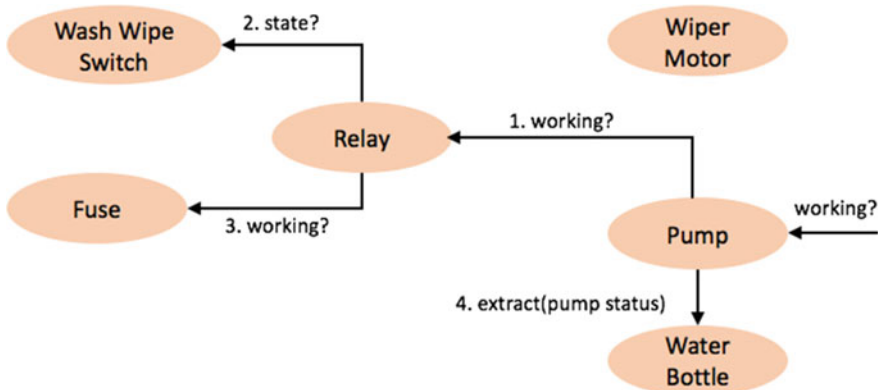 Wash Wipe
Switch
2. state?
Wiper
Motor
1. working?
Relay
Fuse
3. working?
working?
Pump
4. extract(pump status)
Water
Bottle